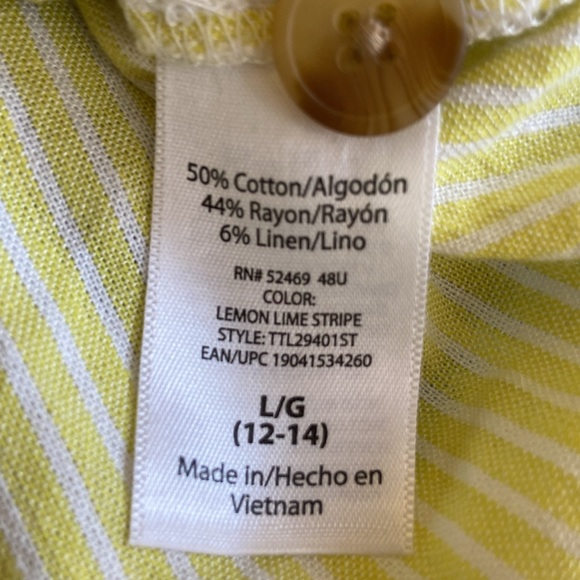 50% Cotton/Algodón
44% Rayon/Rayón
6% Linen/Lino
RN# 52469 48U
COLOR:
LEMON LIME STRIPE
STYLE: TTL29401ST
EAN/UPC 19041534260
L/G
(12-14)
Made in/Hecho en
Vietnam